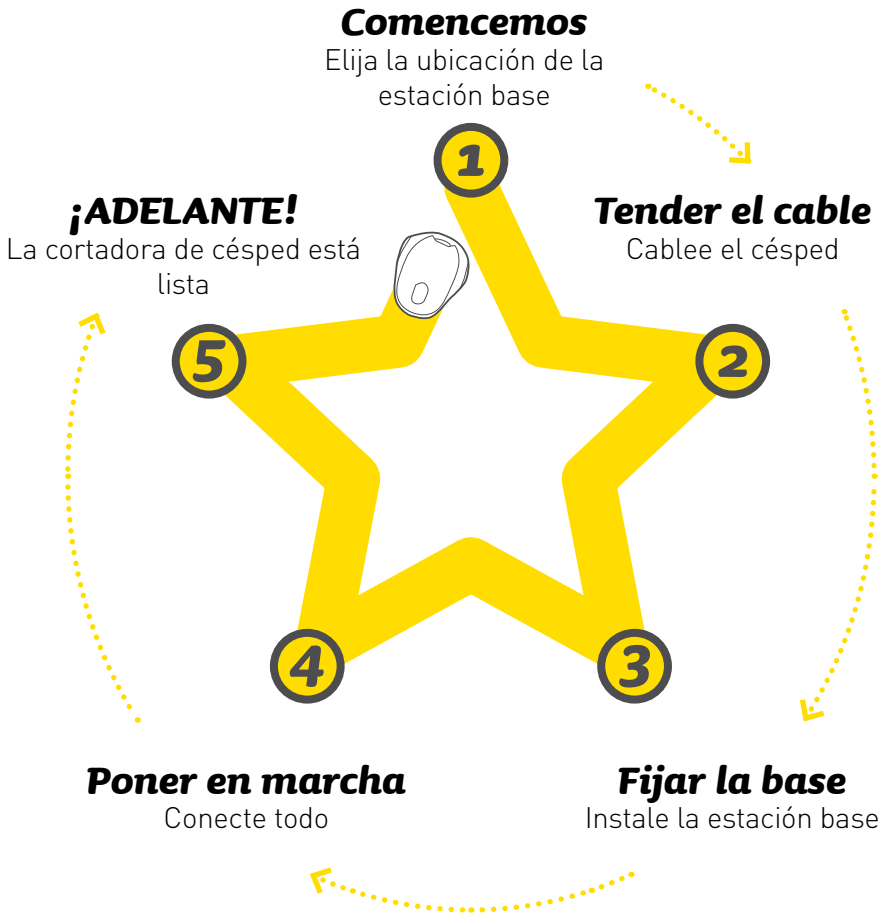 Comencemos
Elija la ubicación de la
estación base
1
Tender el cable
Cablee el césped
2
Fijar la base
Instale la estación base
3
Poner en marcha
Conecte todo
4
¡ADELANTE!
La cortadora de césped está
lista
5